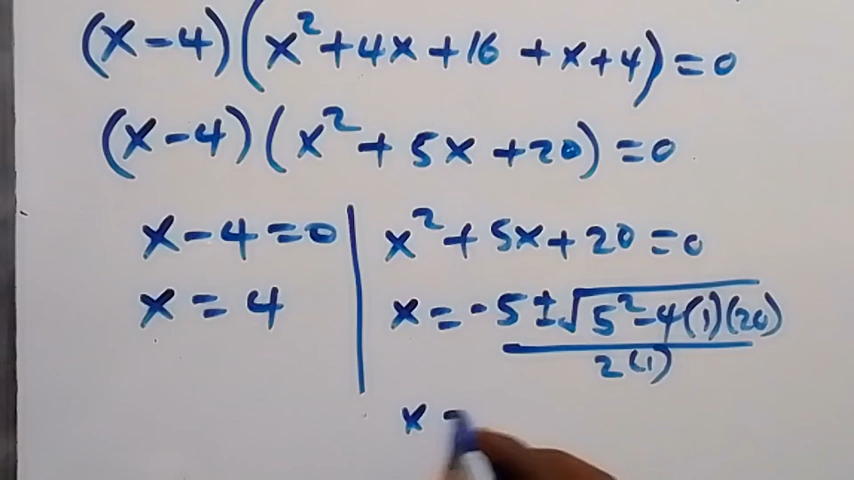 (x-4)(x²+4x+16+x+4)=0
(x-4)(x²+5x+20)=0
x-4=0
x=4
x²+5x+20=0
x=-5±√5²-4(1)(20)
2(1)
x =